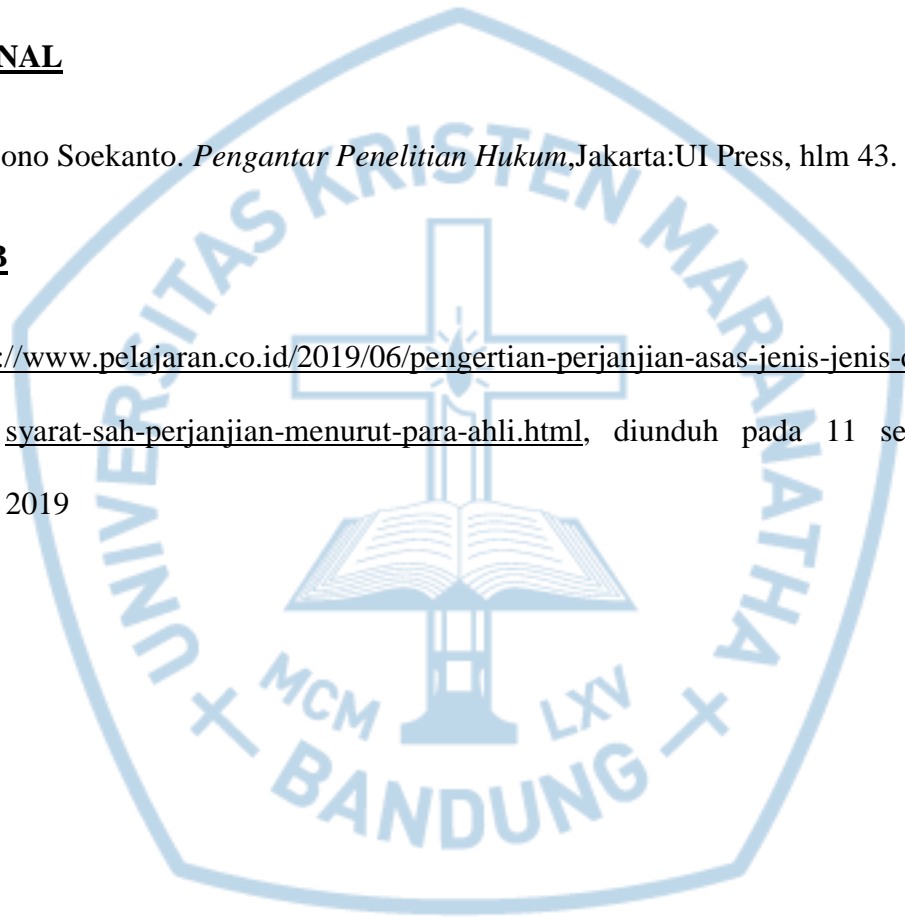 NAL
ono Soekanto. Pengantar Penelitian Hukum,Jakarta:UI Press, hlm 43.
B
://www.pelajaran.co.id/2019/06/pengertian-perjanjian-asas-jenis-jenis-
syarat-sah-perjanjian-menurut-para-ahli.html, diunduh pada 11 se
2019
UNIVERSITAS KRISTEN MARANATHA
MCM LXV
BANDUNG